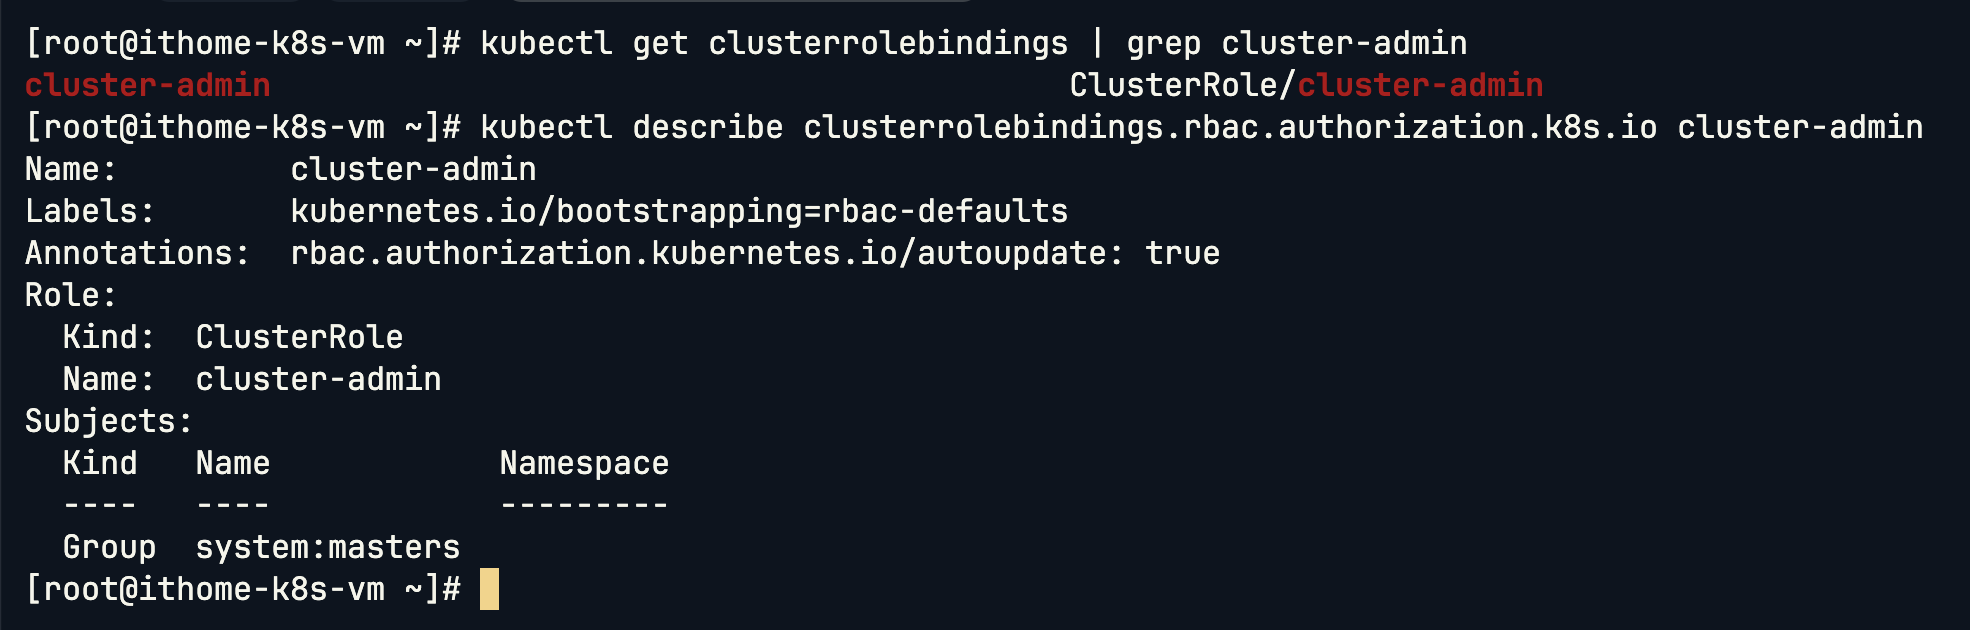 [root@ithome-k8s-vm ~]# kubectl get clusterrolebindings | grep cluster-admin
cluster-admin                                          ClusterRole/cluster-admin
[root@ithome-k8s-vm ~]# kubectl describe clusterrolebindings.rbac.authorization.k8s.io cluster-admin
Name:         cluster-admin
Labels:       kubernetes.io/bootstrapping=rbac-defaults
Annotations:  rbac.authorization.kubernetes.io/autoupdate: true
Role:
  Kind:  ClusterRole
  Name:  cluster-admin
Subjects:
  Kind   Name            Namespace
  ----   ----            ---------
  Group  system:masters
[root@ithome-k8s-vm ~]#